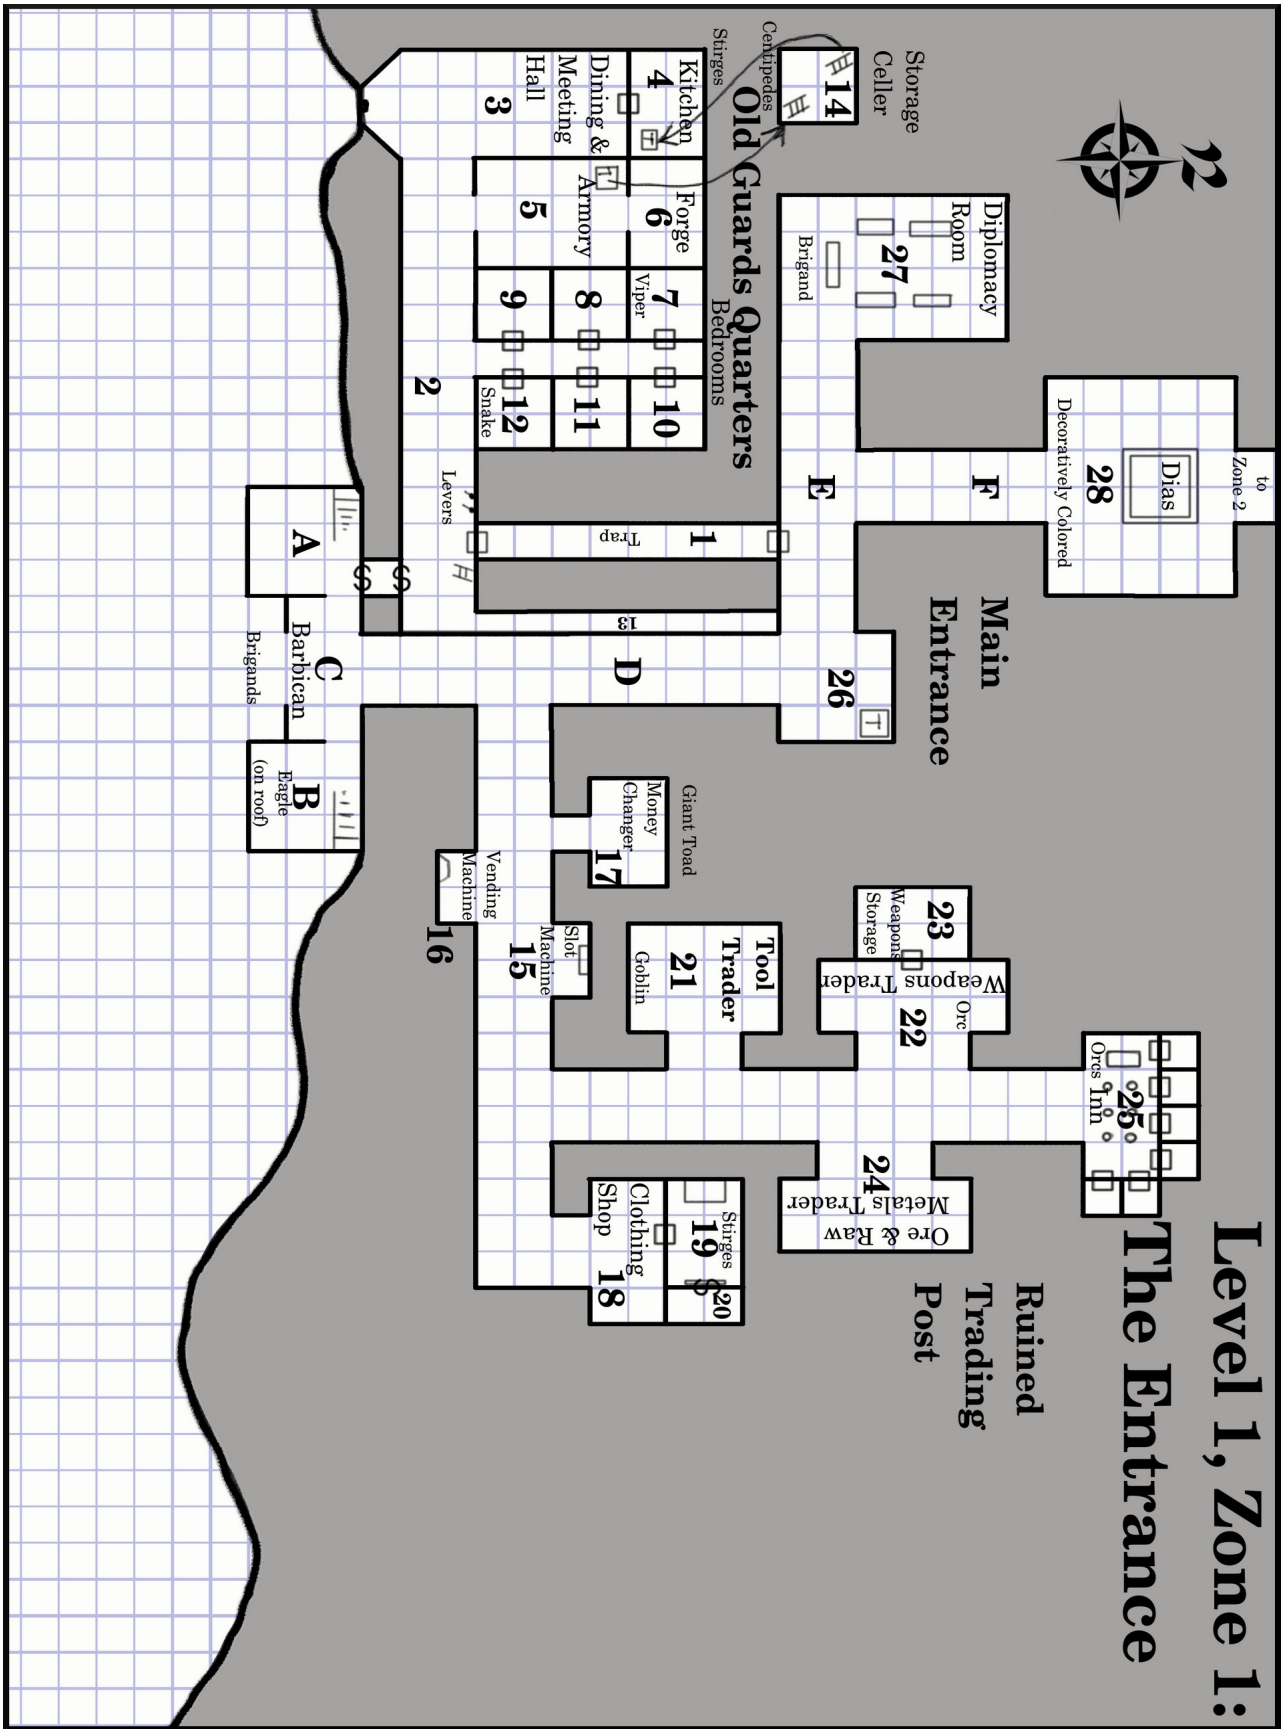 Level 1, Zone 1:
The Entrance
n
to
Zone 2
Dias
28
Decoratively Colored
Storage
Celler
14
Centipedes
Diplomacy
Room
27
Brigand
F
E
Main
Entrance
26
T
Old Guards Quarters
Stirges
Kitchen
4
T
Dining &
Meeting
Hall
3
Forge
6
T
Armory
5
Bedrooms
7
Viper
8
9
10
11
12
Snake
2
Levers
1
Trap
13
D
S
S
A
C
Barbican
Brigands
B
Eagle
(on roof)
Giant Toad
Money
Changer
17
Vending
Machine
16
Slot
Machine
15
Tool
Trader
21
Goblin
23
Weapons
Storage
Weapons Trader
Orc
22
Orcs
25
Inn
24
Ore & Raw
Metals Trader
Stirges
19
S
20
Clothing
Shop
18
Ruined
Trading
Post